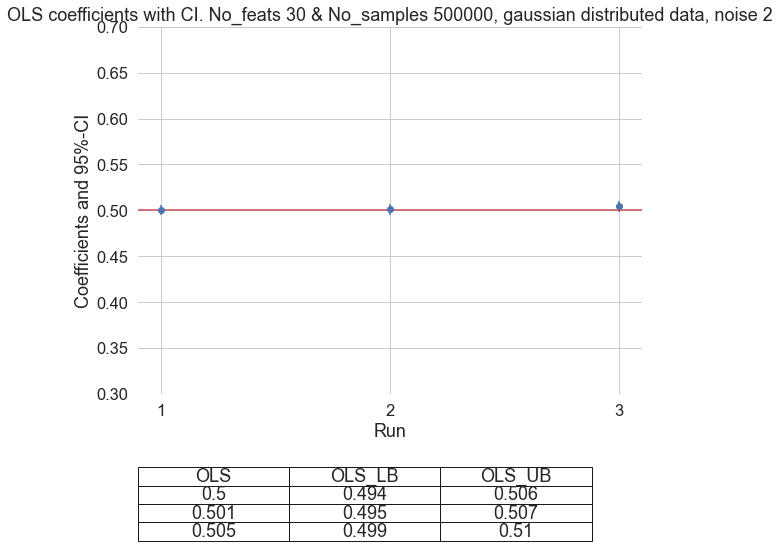 OLS coefficients with CI. No_feats 30 & No_samples 500000, gaussian distributed data, noise 2
0.70
0.65
0.60
0.55
0.50
0.45
0.40
0.35
0.30
Coefficients and 95%-CI
1 2 3
Run
OLS OLS_LB OLS_UB
0.5 0.494 0.506
0.501 0.495 0.507
0.505 0.499 0.51